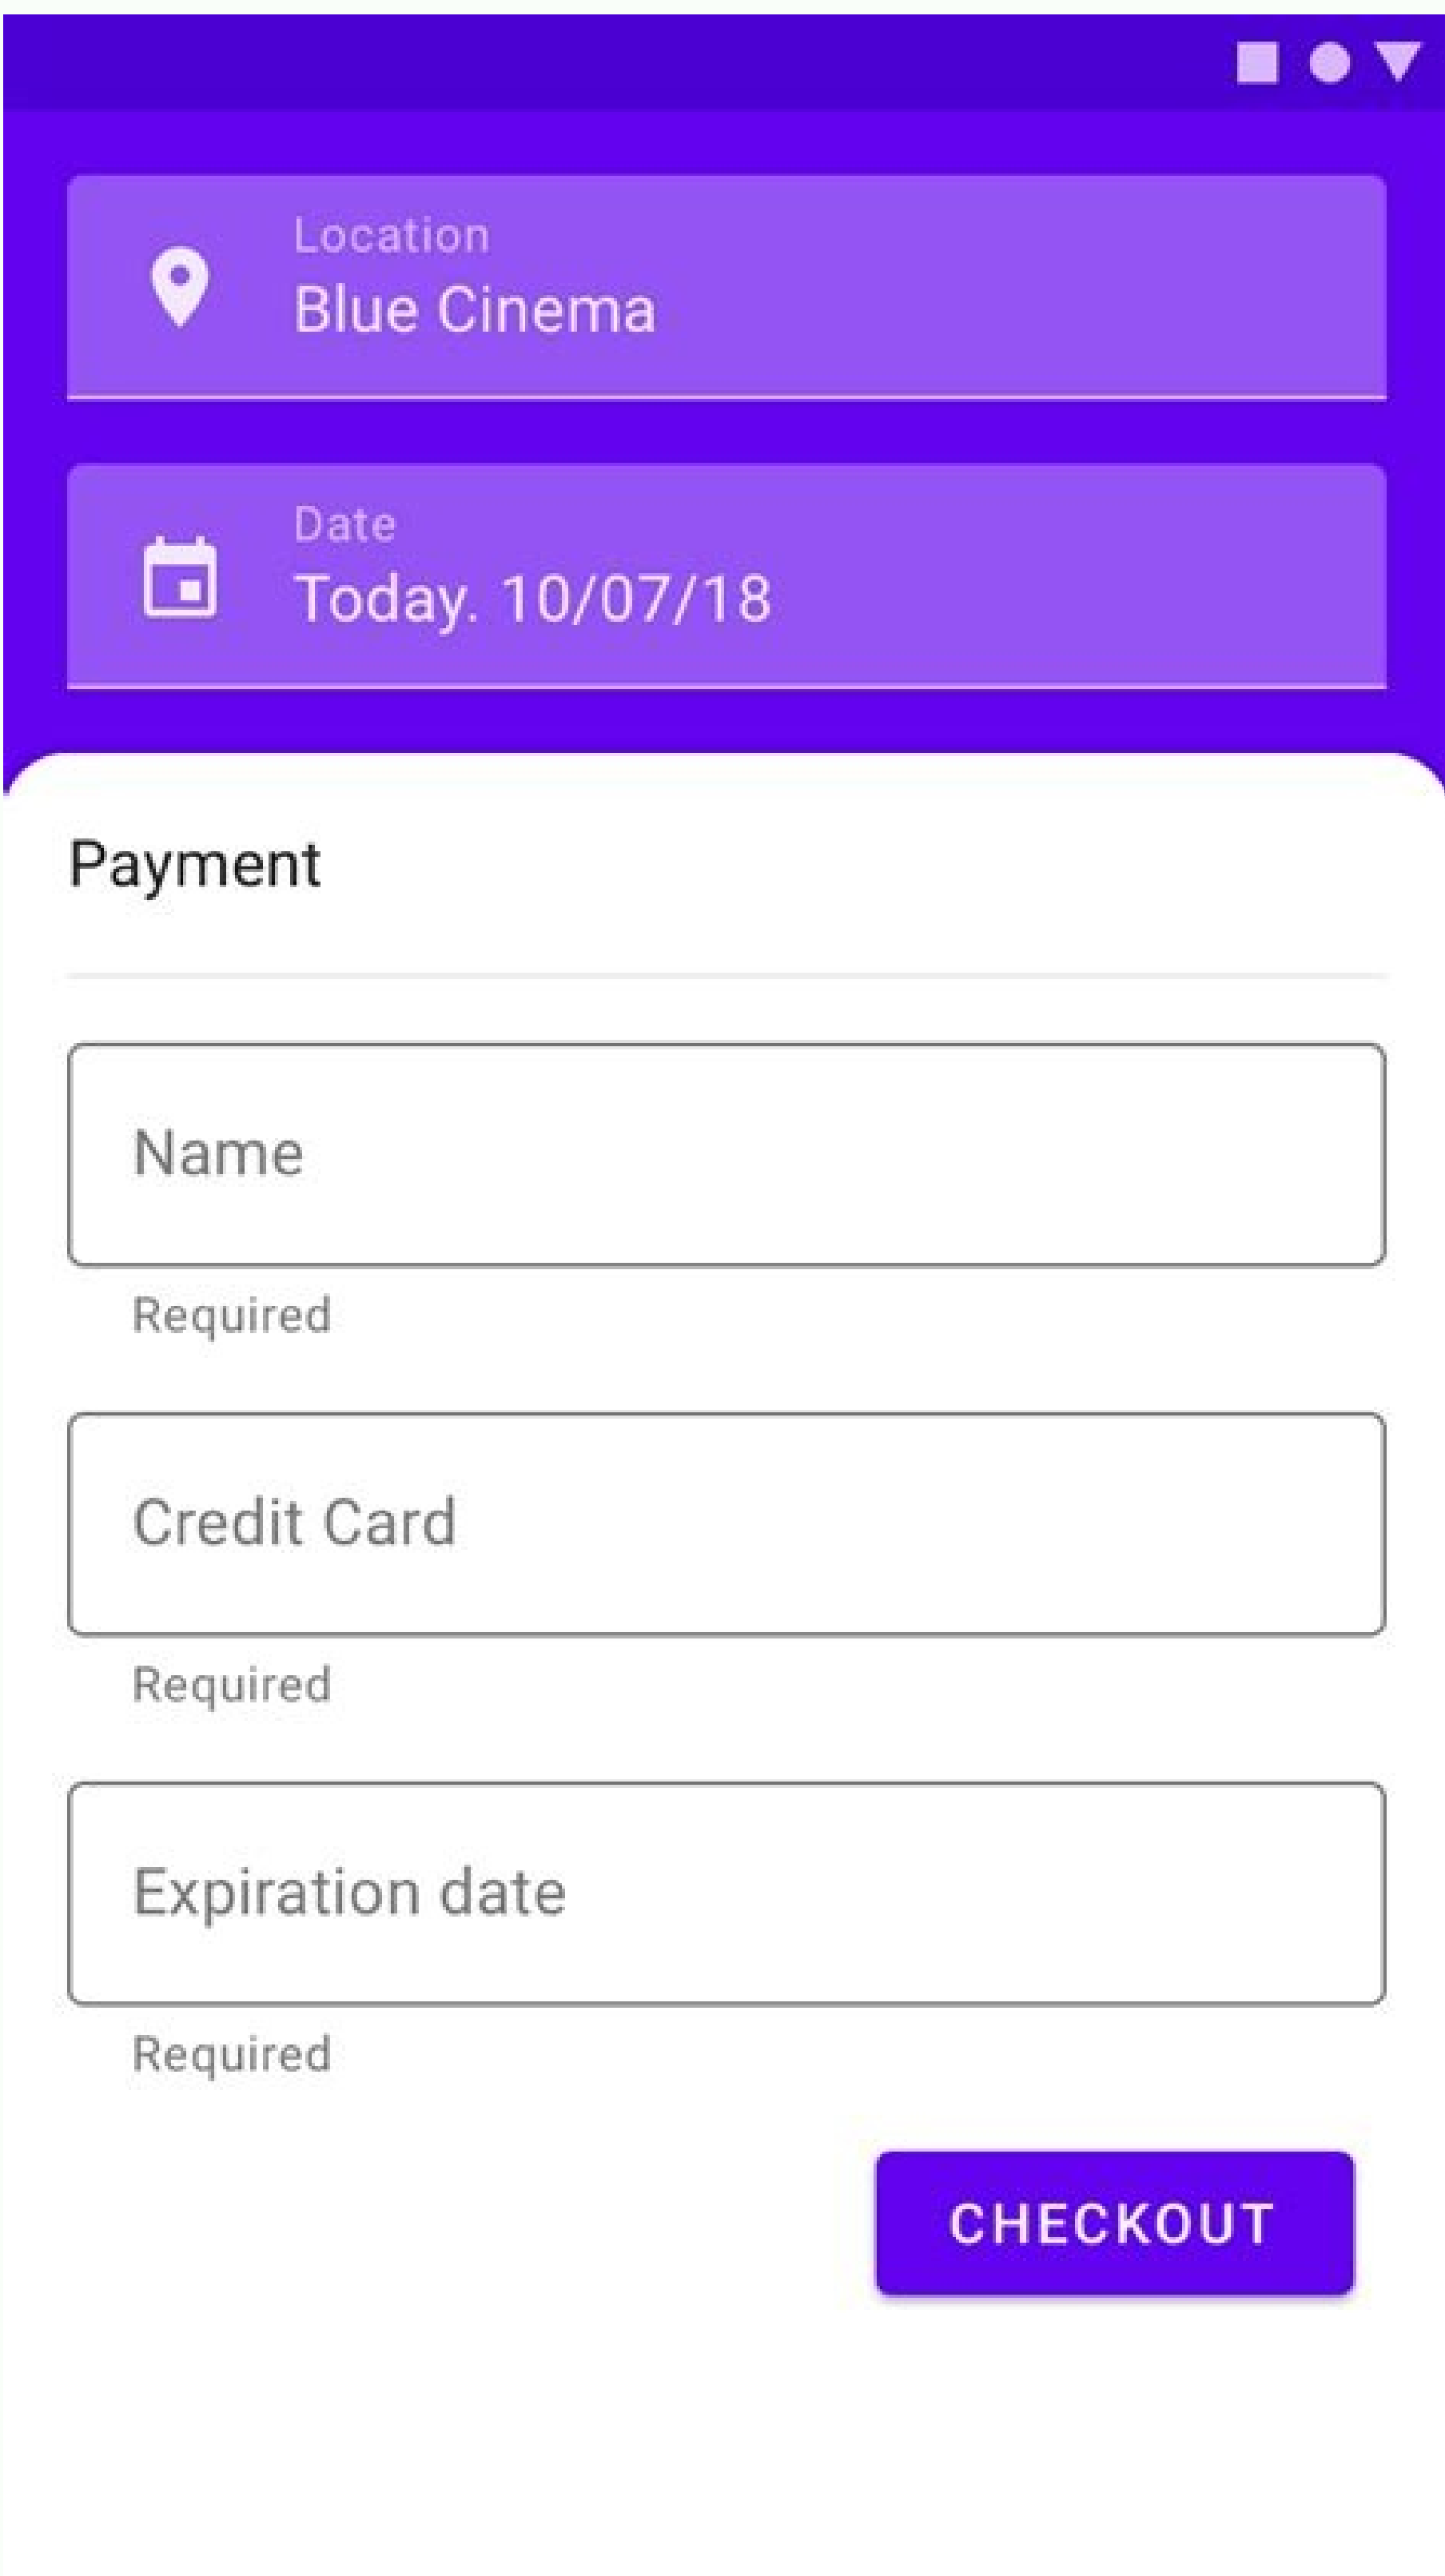 Location
Blue Cinema
Date
Today. 10/07/18
Payment
Name
Required
Credit Card
Required
Expiration date
Required
CHECKOUT